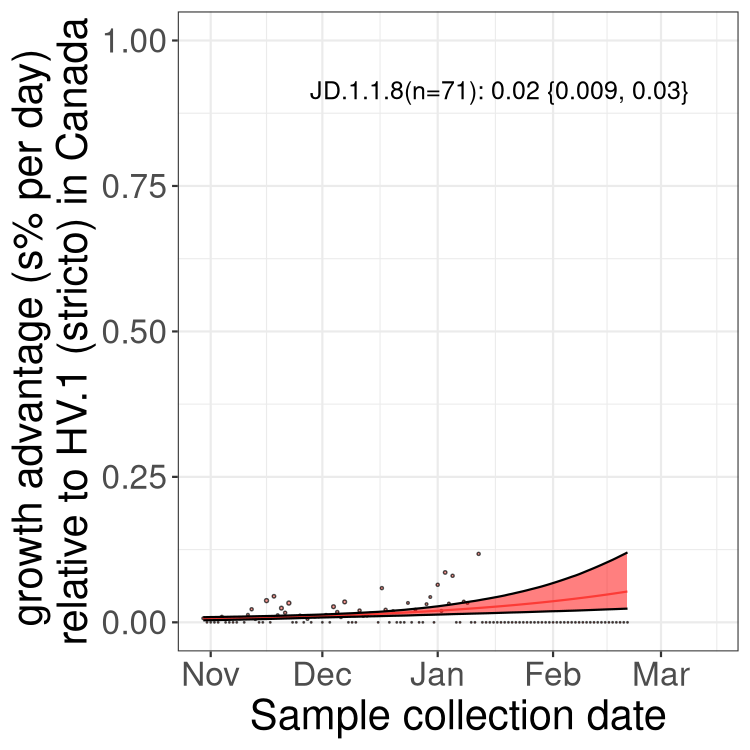 growth advantage (s% per day)
relative to HV.1 (stricto) in Canada
1.00
0.75
0.50
0.25
0.00
JD.1.1.8(n=71): 0.02 {0.009, 0.03}
Nov Dec Jan Feb Mar
Sample collection date